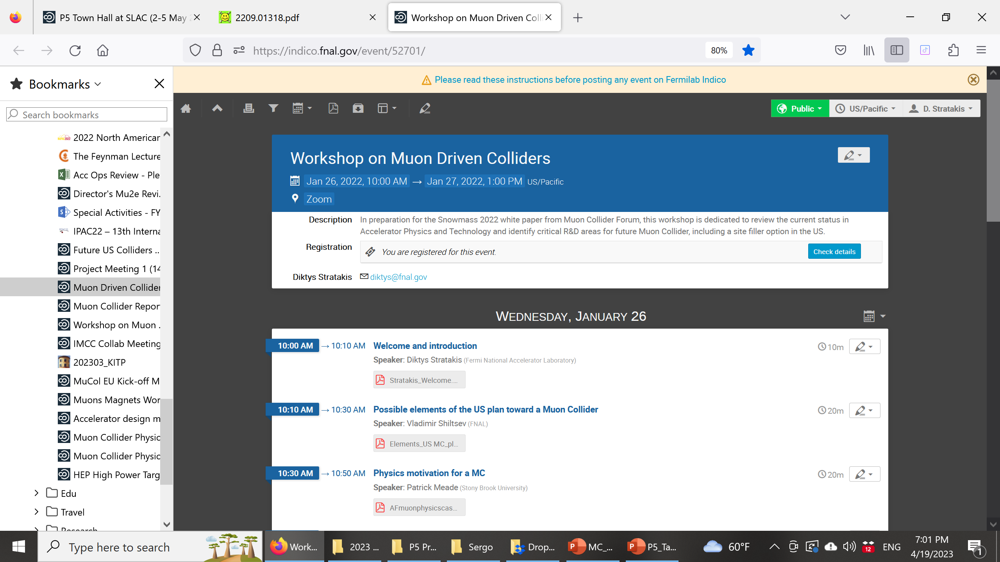 P5 Town Hall at SLAC (2-5 May 2
2209.01318.pdf
Workshop on Muon Driven Colli
https://indico.fnal.gov/event/52701/
80%
Bookmarks
Search bookmarks
2022 North American
The Feynman Lecture
Acc Ops Review - Ple
Director's Mu2e Revi.
Special Activities - FY
IPAC22 – 13th Interna
Future US Colliders ..
Project Meeting 1 (14
Muon Driven Collider
Muon Collider Report
Workshop on Muon .
IMCC Collab Meeting
202303_KITP
MuCol EU Kick-off M
Muons Magnets Wor
Accelerator design m
Muon Collider Physic
Muon Collider Physic
HEP High Power Targ
Edu
Travel
Research
Please read these instructions before posting any event on Fermilab Indico
Public
US/Pacific
D. Stratakis
Workshop on Muon Driven Colliders
Jan 26, 2022, 10:00 AM → Jan 27, 2022, 1:00 PM US/Pacific
Zoom
Description In preparation for the Snowmass 2022 white paper from Muon Collider Forum, this workshop is dedicated to review the current status in
Accelerator Physics and Technology and identify critical R&D areas for future Muon Collider, including a site filler option in the US.
Registration You are registered for this event. Check details
Diktys Stratakis diktys@fnal.gov
WEDNESDAY, JANUARY 26
10:00 AM → 10:10 AM Welcome and introduction 10m
Speaker: Diktys Stratakis (Fermi National Accelerator Laboratory)
Stratakis_Welcome....
10:10 AM → 10:30 AM Possible elements of the US plan toward a Muon Collider 20m
Speaker: Vladimir Shiltsev (FNAL)
Elements_US MC_pl...
10:30 AM → 10:50 AM Physics motivation for a MC 20m
Speaker: Patrick Meade (Stony Brook University)
AFmuonphysicscas...
Type here to search
Work...
2023 ...
P5 Pr...
Sergo
Drop...
MC_...
P5_Ta...
60°F
12
ENG
7:01 PM
4/19/2023
1